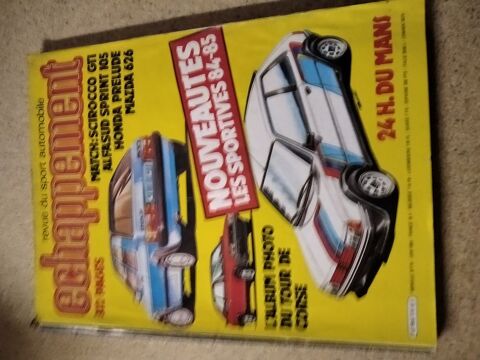 revue du sport automobile
echappement
312 PAGES
MATCH: SCIROCCO GTI
ALFASUD SPRINT 105
HONDA PRELUDE
MAZDA 626
NOUVEAUTES
LES SPORTIVES 84-85
24 H. DU MANS
L'ALBUM PHOTO
DU TOUR DE
CORSE